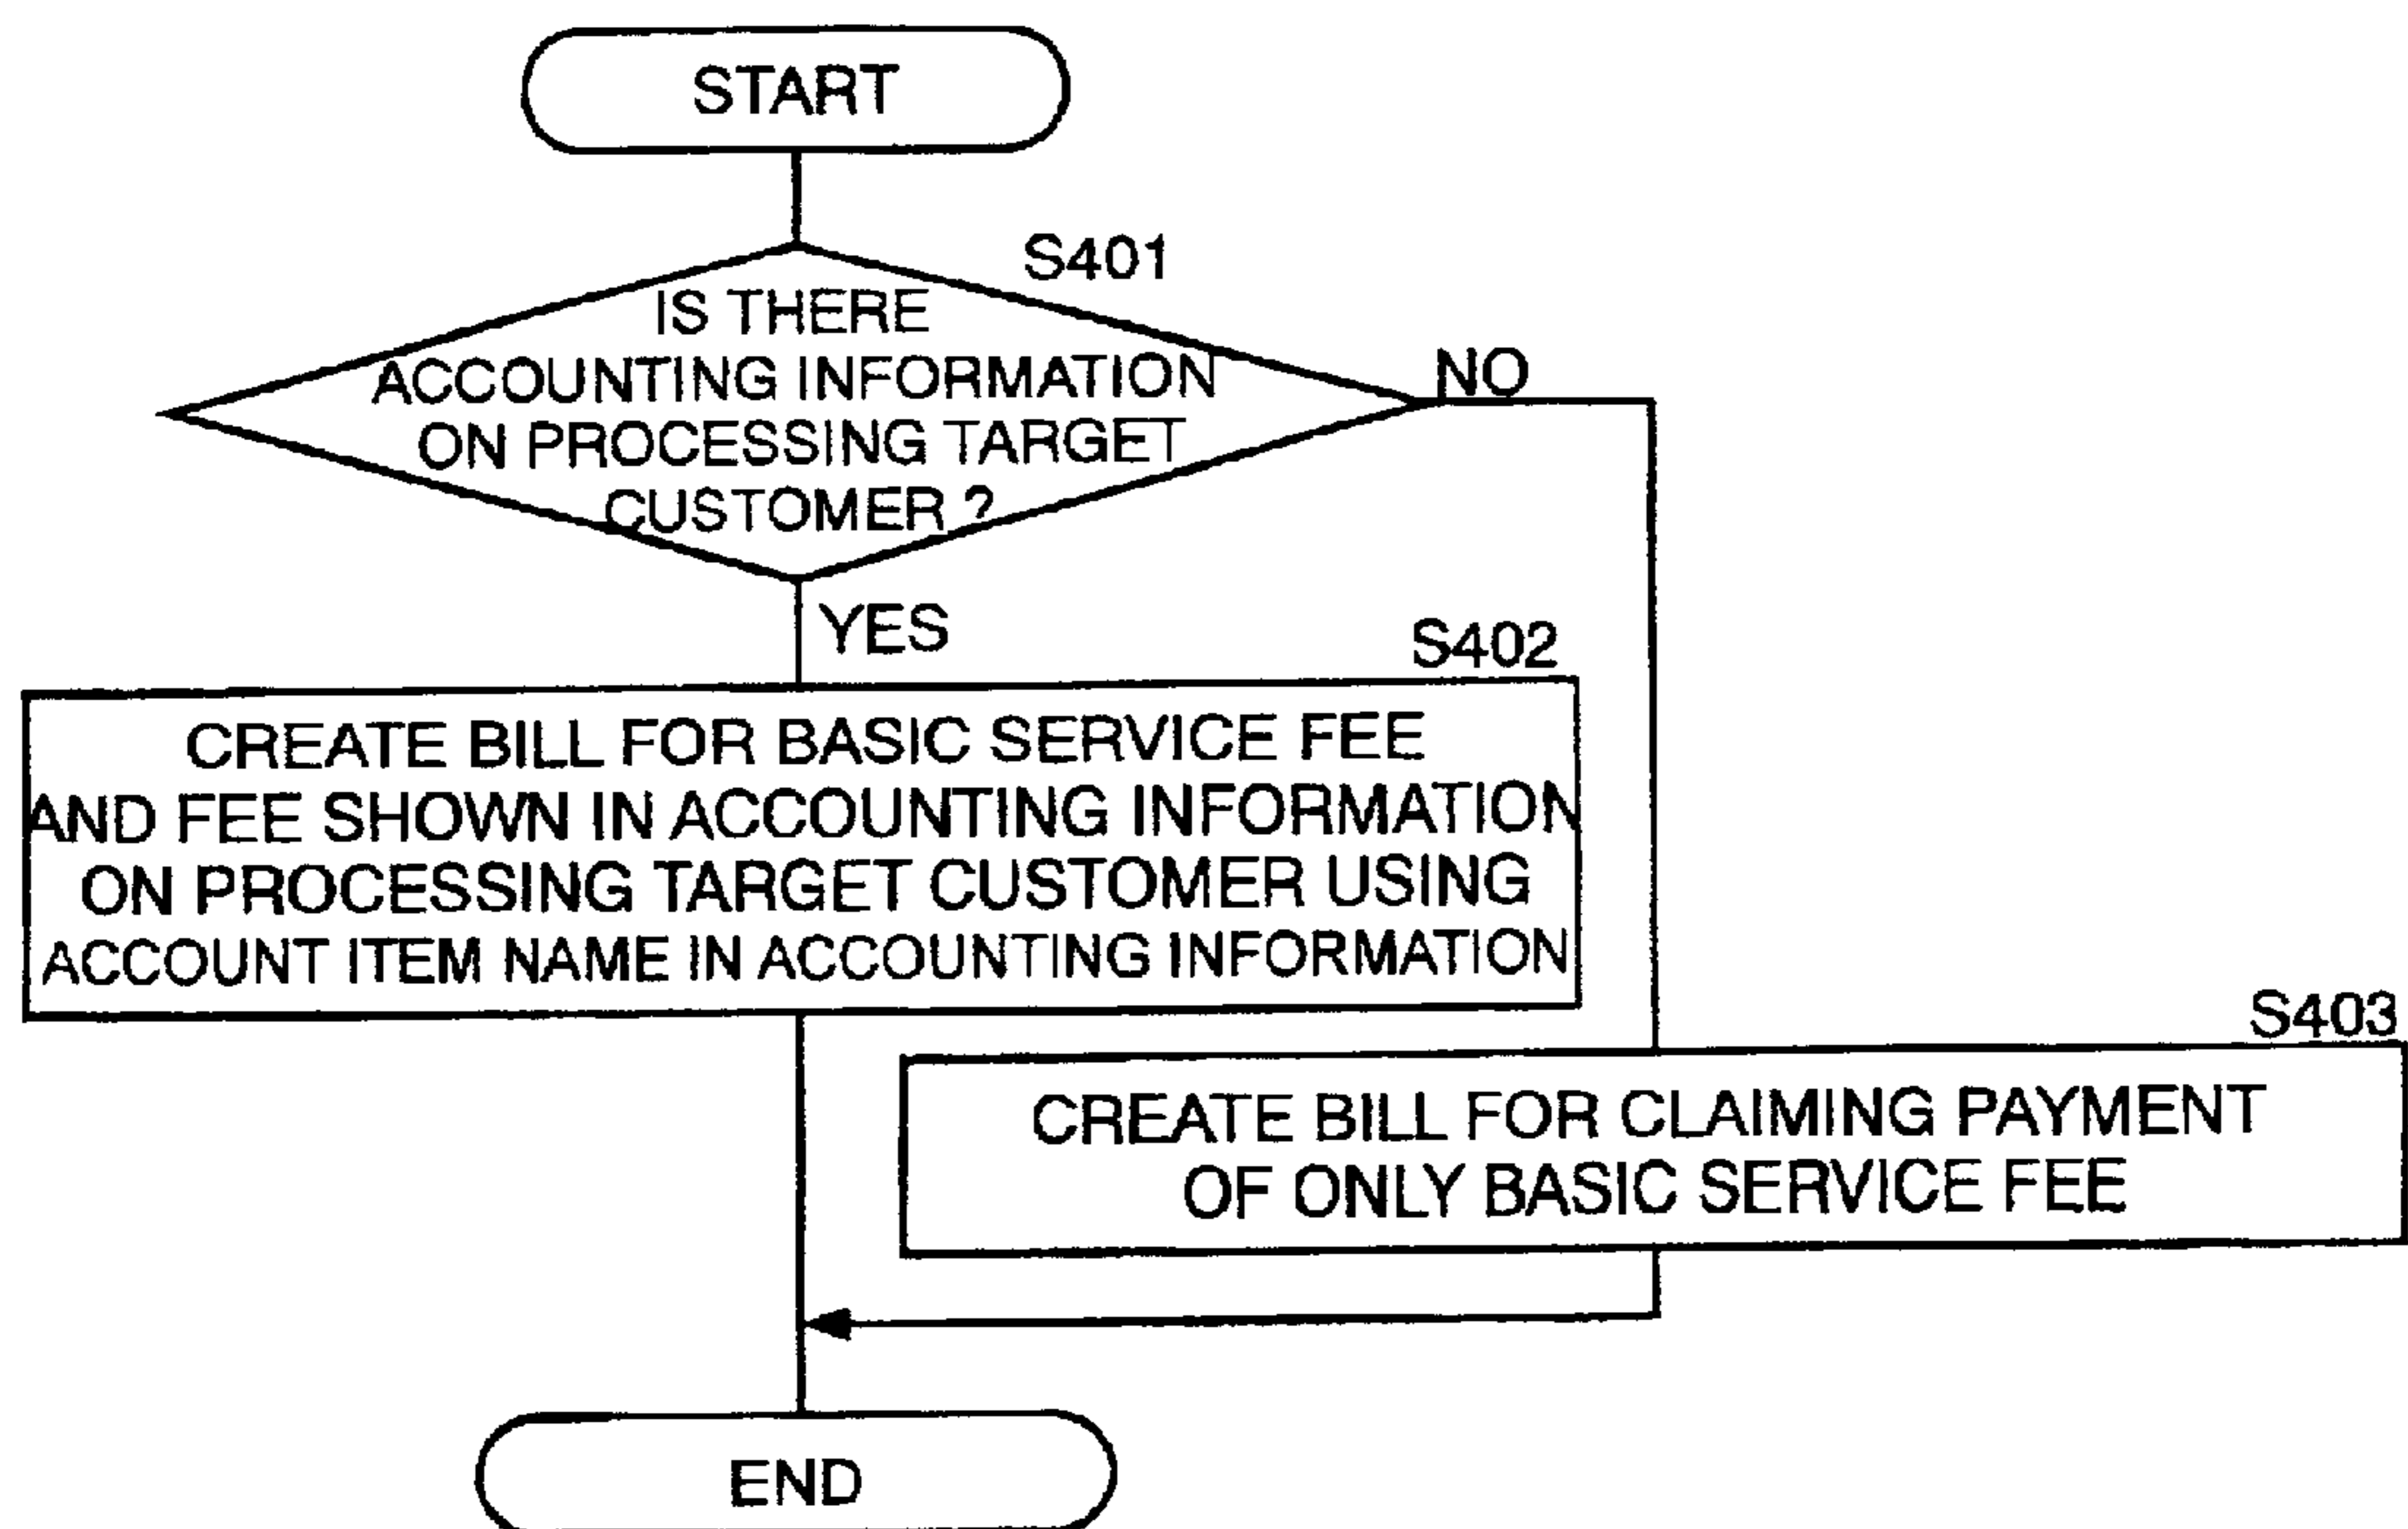 START
S401
IS THERE
ACCOUNTING INFORMATION
ON PROCESSING TARGET
CUSTOMER ?
NO
YES
S402
CREATE BILL FOR BASIC SERVICE FEE
AND FEE SHOWN IN ACCOUNTING INFORMATION
ON PROCESSING TARGET CUSTOMER USING
ACCOUNT ITEM NAME IN ACCOUNTING INFORMATION
S403
CREATE BILL FOR CLAIMING PAYMENT
OF ONLY BASIC SERVICE FEE
END